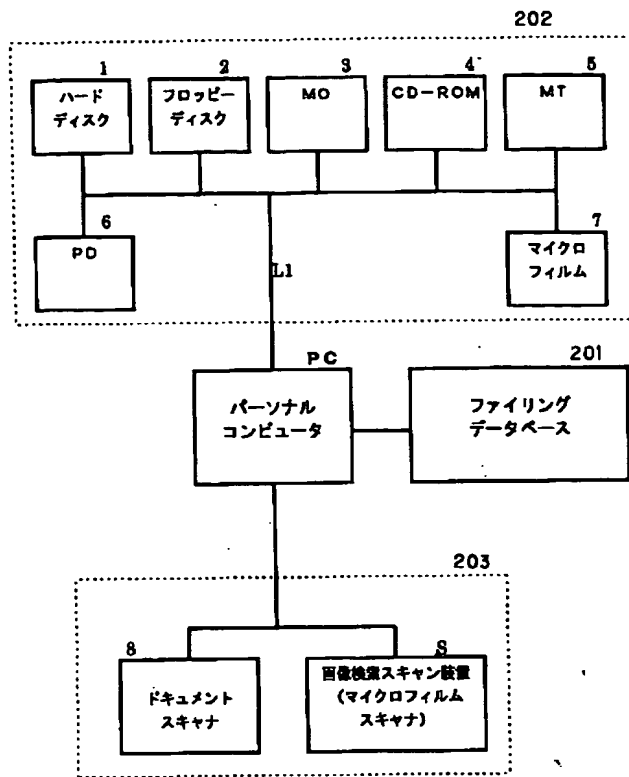 202
1
2
3
4
5
ハード
ディスク
フロッピー
ディスク
MO
CD-ROM
MT
6
7
PD
マイクロ
フィルム
L1
PC
201
パーソナル
コンピュータ
ファイリング
データベース
203
8
S
ドキュメント
スキャナ
画像検索スキャン装置
(マイクロフィルム
スキャナ)